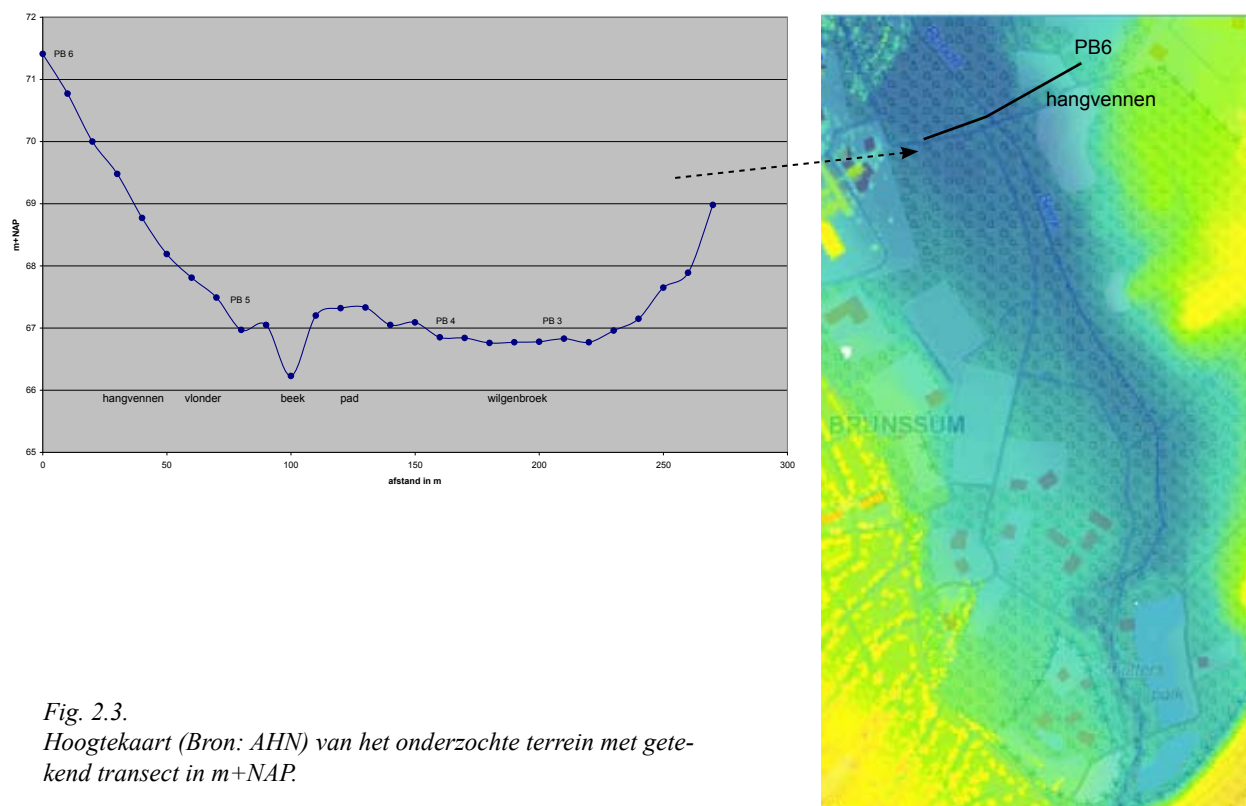 72
71
70
69
68
67
66
65
m+NAP
PB 6
PB 5
PB 4
PB 3
hangvennen
vlonder
beek
pad
wilgenbroek
0
50
100
150
200
250
300
afstand in m
PB6
hangvennen
BRUNSSUM
park
Fig. 2.3.
Hoogtekaart (Bron: AHN) van het onderzochte terrein met gete-
kend transect in m+NAP.